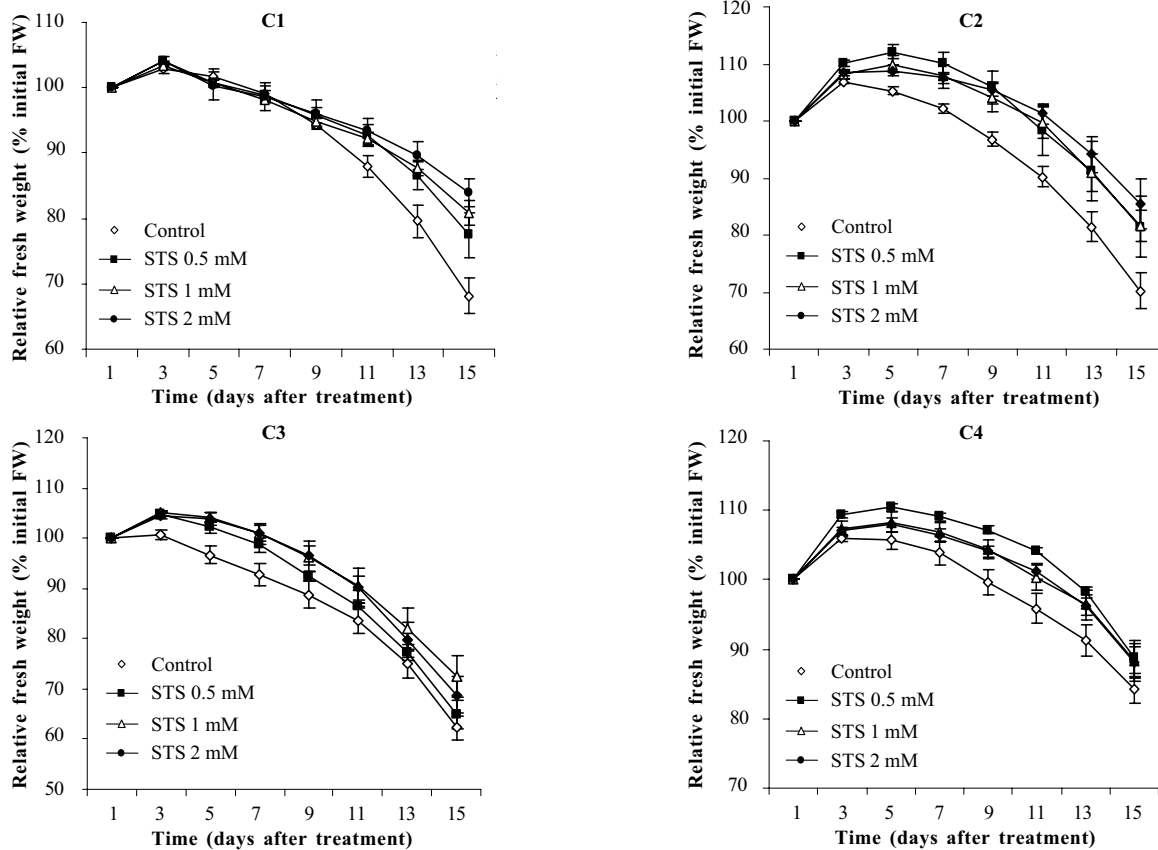 C1
Relative fresh weight (% initial FW)
110
100
90
80
70
60
Control
STS 0.5 mM
STS 1 mM
STS 2 mM
1 3 5 7 9 11 13 15
Time (days after treatment)
C2
Relative fresh weight (% initial FW)
120
110
100
90
80
70
60
Control
STS 0.5 mM
STS 1 mM
STS 2 mM
1 3 5 7 9 11 13 15
Time (days after treatment)
C3
Relative fresh weight (% initial FW)
120
110
100
90
80
70
60
50
Control
STS 0.5 mM
STS 1 mM
STS 2 mM
1 3 5 7 9 11 13 15
Time (days after treatment)
C4
Relative fresh weight (% initial FW)
120
110
100
90
80
70
Control
STS 0.5 mM
STS 1 mM
STS 2 mM
1 3 5 7 9 11 13 15
Time (days after treatment)